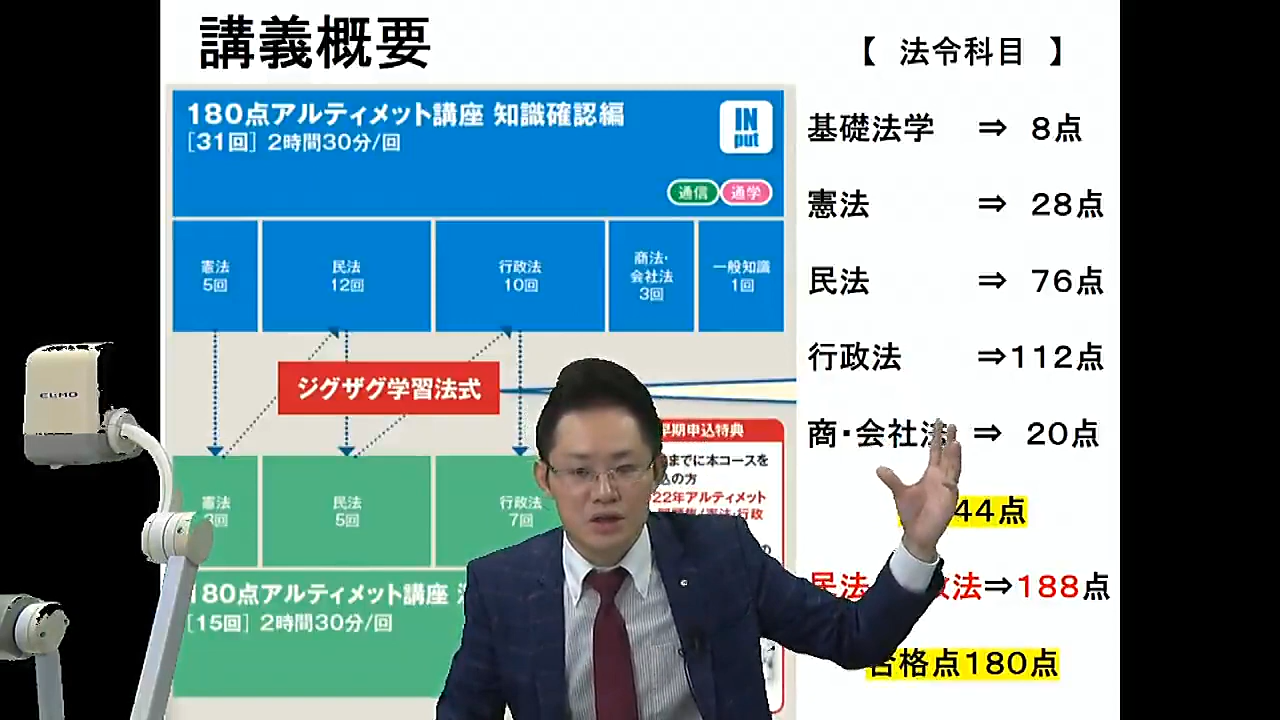 講義概要
【 法令科目 】
180点アルティメット講座 知識確認編
[31回] 2時間30分/回
IN
put
通信 通学
憲法
5回
民法
12回
行政法
10回
商法・
会社法
3回
一般知識
1回
ジグザグ学習法式
憲法
民法
5回
行政法
7回
180点アルティメット講座
[15回] 2時間30分/回
早期申込特典
までに本コースを
込の方
22年アルティメット
基礎法学 ⇒ 8点
憲法 ⇒ 28点
民法 ⇒ 76点
行政法 ⇒112点
商・会社法 ⇒ 20点
44点
民法 法⇒188点
合格点180点
ELMO